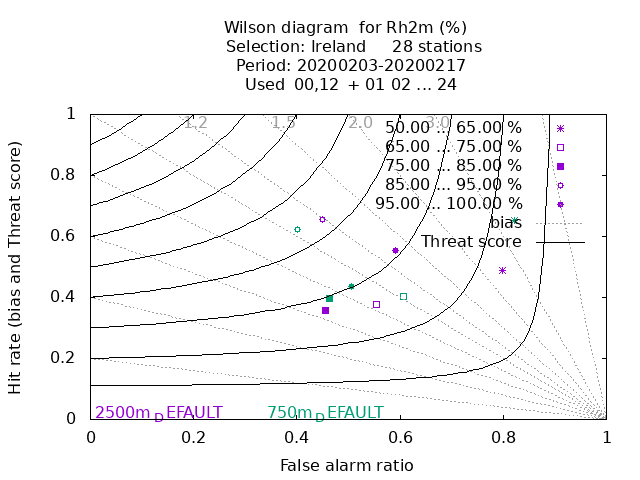 Wilson diagram  for Rh2m (%)
Selection: Ireland     28 stations
Period: 20200203-20200217
Used  00,12  + 01 02 ... 24
Hit rate (bias and Threat score)
1
0.8
0.6
0.4
0.2
0
1.2
1.5
2.0
3.0
50.00 ... 65.00 %
65.00 ... 75.00 %
75.00 ... 85.00 %
85.00 ... 95.00 %
95.00 ... 100.00 %
bias
Threat score
2500m_DEFAULT
750m_DEFAULT
0
0.2
0.4
0.6
0.8
1
False alarm ratio